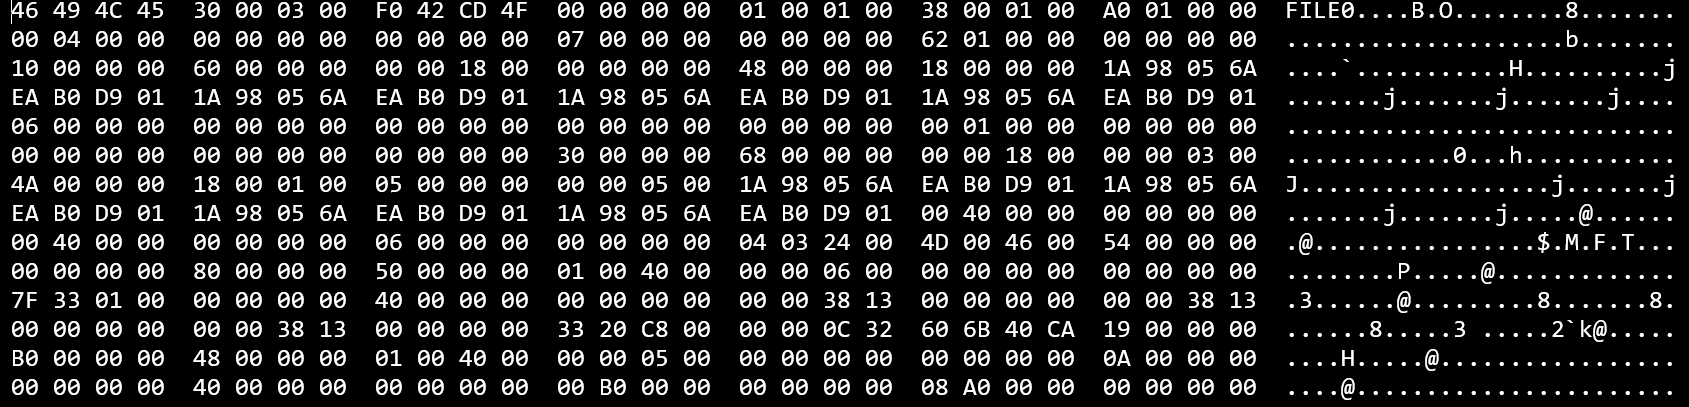 46 49 4C 45 30 00 03 00 F0 42 CD 4F 00 00 00 00 01 00 01 00 38 00 01 00 A0 01 00 00 FILE0....B.O........8.......
00 04 00 00 00 00 00 00 00 00 00 00 07 00 00 00 00 00 00 00 62 01 00 00 00 00 00 00 ....................b.......
10 00 00 00 60 00 00 00 00 00 18 00 00 00 00 00 48 00 00 00 18 00 00 00 1A 98 05 6A ....`...........H..........j
EA B0 D9 01 1A 98 05 6A EA B0 D9 01 1A 98 05 6A EA B0 D9 01 1A 98 05 6A EA B0 D9 01 .......j.......j.......j....
06 00 00 00 00 00 00 00 00 00 00 00 00 00 00 00 00 00 00 00 00 01 00 00 00 00 00 00 ............................
00 00 00 00 00 00 00 00 00 00 00 00 30 00 00 00 68 00 00 00 00 00 18 00 00 00 03 00 ............0...h...........
4A 00 00 00 18 00 01 00 05 00 00 00 00 00 05 00 1A 98 05 6A EA B0 D9 01 1A 98 05 6A J..................j.......j
EA B0 D9 01 1A 98 05 6A EA B0 D9 01 1A 98 05 6A EA B0 D9 01 00 40 00 00 00 00 00 00 .......j.......j.....@......
00 40 00 00 00 00 00 00 06 00 00 00 00 00 00 00 04 03 24 00 4D 00 46 00 54 00 00 00 .@................$.M.F.T...
00 00 00 00 80 00 00 00 50 00 00 00 01 00 40 00 00 00 06 00 00 00 00 00 00 00 00 00 ........P.....@.............
7F 33 01 00 00 00 00 00 40 00 00 00 00 00 00 00 00 00 38 13 00 00 00 00 00 00 38 13 .3......@.........8.......8.
00 00 00 00 00 00 38 13 00 00 00 00 33 20 C8 00 00 00 0C 32 60 6B 40 CA 19 00 00 00 ......8.....3 .....2`k@.....
B0 00 00 00 48 00 00 00 01 00 40 00 00 00 05 00 00 00 00 00 00 00 00 00 0A 00 00 00 ....H.....@.................
00 00 00 00 40 00 00 00 00 00 B0 00 00 00 00 00 00 00 00 00 08 A0 00 00 00 00 00 00 ....@.......................